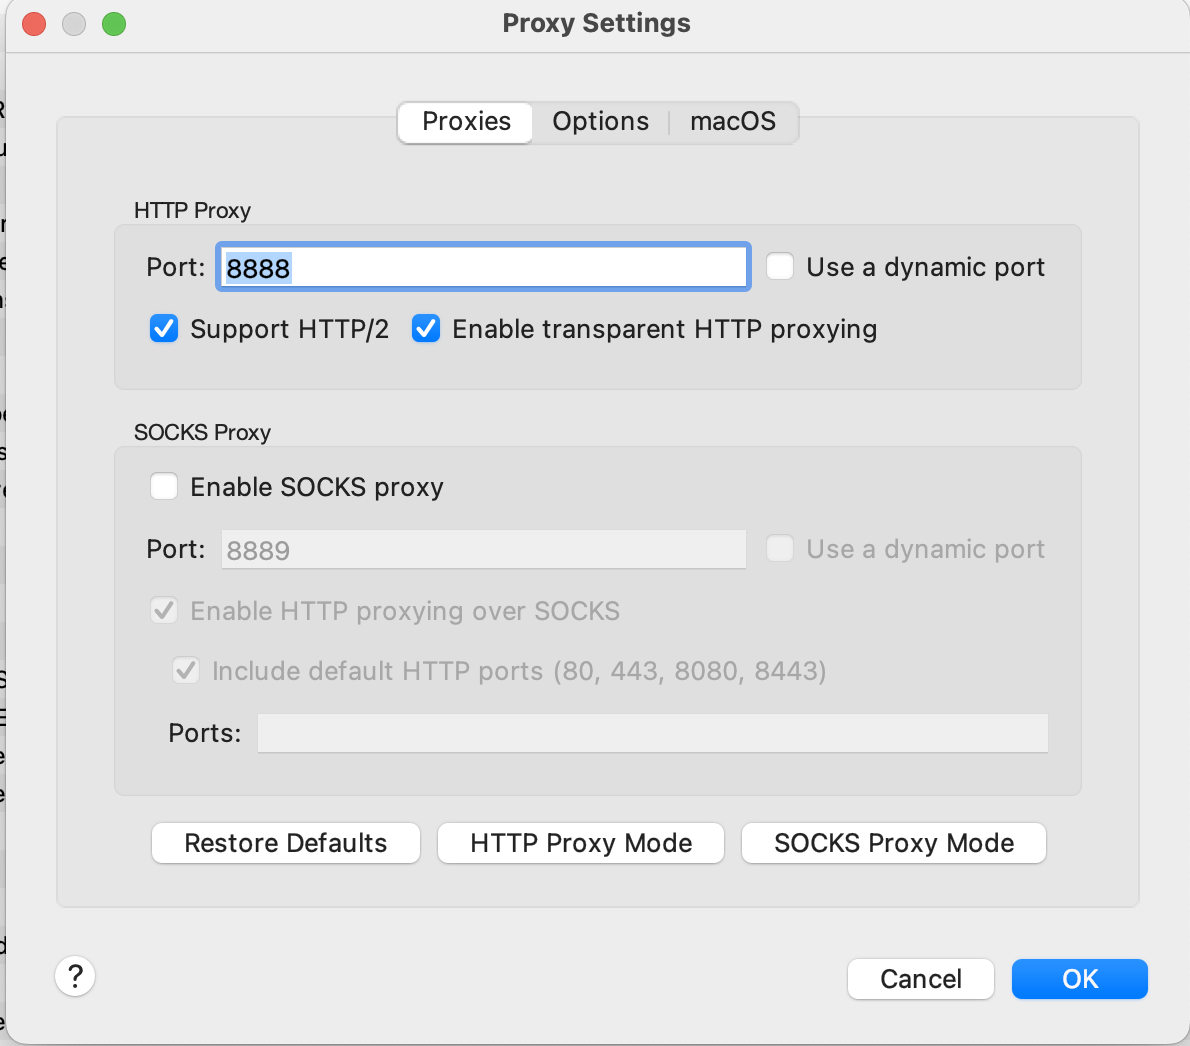 Proxy Settings
Proxies Options macOS
HTTP Proxy
Port: 8888 Use a dynamic port
Support HTTP/2 Enable transparent HTTP proxying
SOCKS Proxy
Enable SOCKS proxy
Port: 8889 Use a dynamic port
Enable HTTP proxying over SOCKS
Include default HTTP ports (80, 443, 8080, 8443)
Ports:
Restore Defaults HTTP Proxy Mode SOCKS Proxy Mode
? Cancel OK